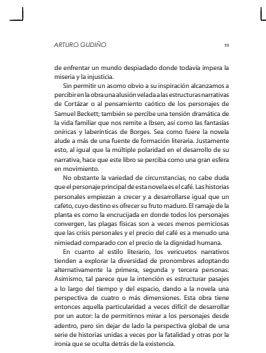 ARTURO GUDIÑO 11
de enfrentar un mundo despiadado donde todavía impera la
miseria y la injusticia.
Sin permitir un asomo obvio a su inspiración alcanzamos a
percibir en la obra una alusión velada a las estructuras narrativas
de Cortázar o al pensamiento caótico de los personajes de
Samuel Beckett; también se percibe una tensión dramática de
la vida familiar que nos remite a Ibsen, así como las fantasías
oníricas y laberínticas de Borges. Sea como fuere la novela
alude a más de una fuente de formación literaria. Justamente
esto, al igual que la múltiple polaridad en el desarrollo de su
narrativa, hace que este libro se perciba como una gran esfera
en movimiento.
No obstante la variedad de circunstancias, no cabe duda
que el personaje principal de esta novela es el café. Las historias
personales empiezan a crecer y a desarrollarse igual que un
cafeto, cuyo destino es ofrecer su fruto maduro. El ramaje de la
planta es como la encrucijada en donde todos los personajes
convergen, las plagas físicas son a veces menos perniciosas
que las crisis personales y el precio del café es a menudo una
nimiedad comparado con el precio de la dignidad humana.
En cuanto al estilo literario, los vericuetos narrativos
tienden a explorar la diversidad de pronombres adoptando
alternativamente la primera, segunda y tercera personas.
Asimismo, tal parece que la intención es estructurar pasajes
a lo largo del tiempo y del espacio, dando a la novela una
perspectiva de cuatro o más dimensiones. Esta obra tiene
entonces aquella particularidad a veces difícil de desarrollar
por un autor: la de permitirnos mirar a los personajes desde
adentro, pero sin dejar de lado la perspectiva global de una
serie de historias unidas a veces por la fatalidad y otras por la
ironía que se oculta detrás de la existencia.